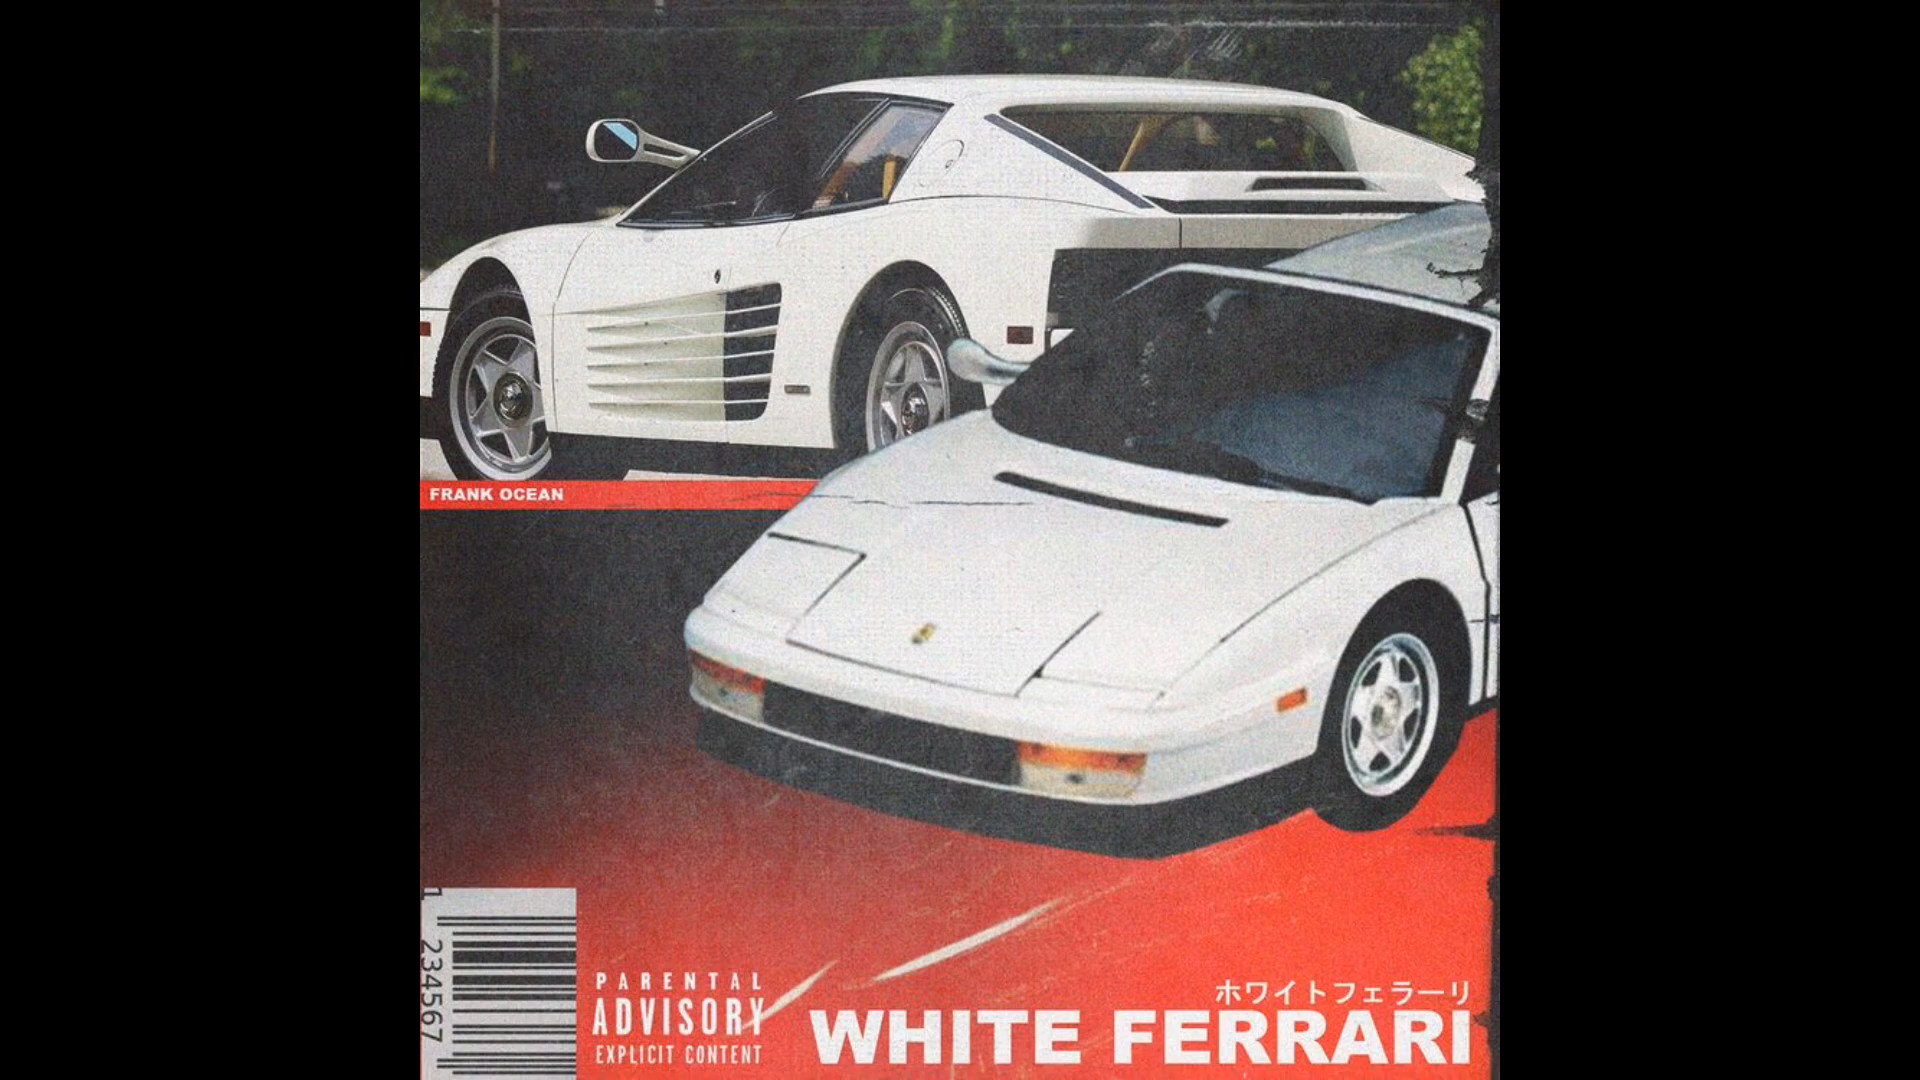 FRANK OCEAN
1 234567
PARENTAL
ADVISORY
EXPLICIT CONTENT
ホワイトフェラーリ
WHITE FERRARI